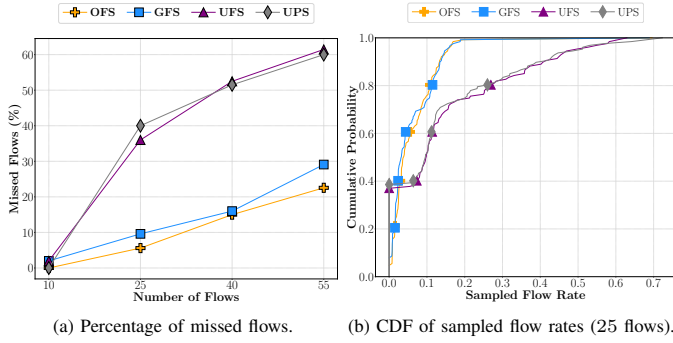 OFS GFS UFS UPS
Missed Flows (%)
60
50
40
30
20
10
0
10 25 40 55
Number of Flows
(a) Percentage of missed flows.
OFS GFS UFS UPS
Cumulative Probability
1.0
0.8
0.6
0.4
0.2
0.0
0.0 0.1 0.2 0.3 0.4 0.5 0.6 0.7
Sampled Flow Rate
(b) CDF of sampled flow rates (25 flows).